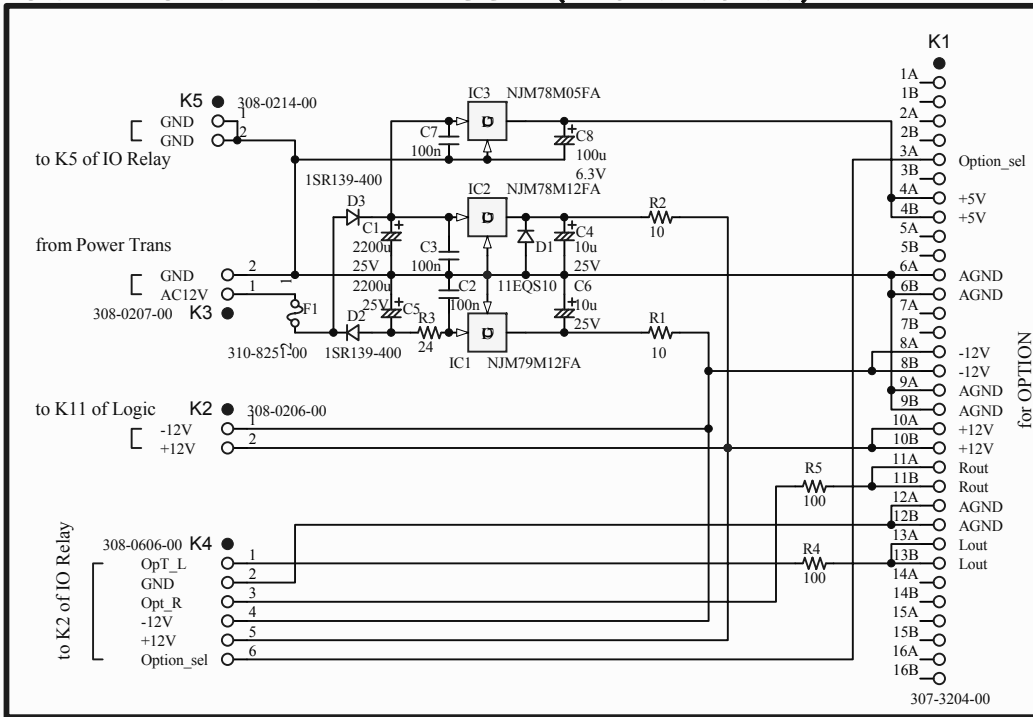 K1
1A
1B
2A
2B
3A Option_sel
3B
4A +5V
4B +5V
5A
5B
6A AGND
6B AGND
7A
7B
8A -12V
8B -12V
9A AGND
9B AGND
10A +12V
10B +12V
11A Rout
11B Rout
12A AGND
12B AGND
13A Lout
13B Lout
14A
14B
15A
15B
16A
16B
307-3204-00
for OPTION
K5 308-0214-00
GND 1
GND 2
to K5 of IO Relay
IC3 NJM78M05FA
C7
100n
C8
100u
6.3V
1SR139-400
D3
IC2 NJM78M12FA
C1
2200u
25V
C3
100n
D1
11EQS10
C4
10u
25V
R2
10
from Power Trans
GND 2
AC12V 1
308-0207-00 K3
1
F1
2
310-8251-00
D2
1SR139-400
2200u
25V
C5
R3
24
C2
100n
IC1 NJM79M12FA
C6
10u
25V
R1
10
to K11 of Logic
K2 308-0206-00
-12V 1
+12V 2
R5
100
R4
100
to K2 of IO Relay
308-0606-00 K4
OpT_L 1
GND 2
Opt_R 3
-12V 4
+12V 5
Option_sel 6